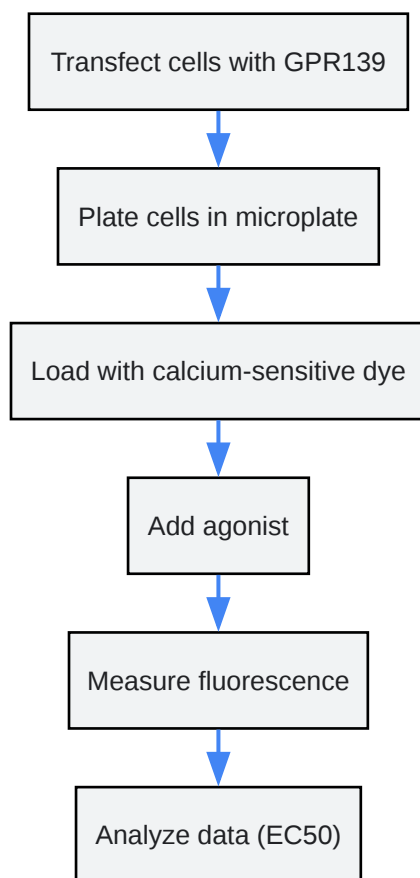 Transfect cells with GPR139
Plate cells in microplate
Load with calcium-sensitive dye
Add agonist
Measure fluorescence
Analyze data (EC50)